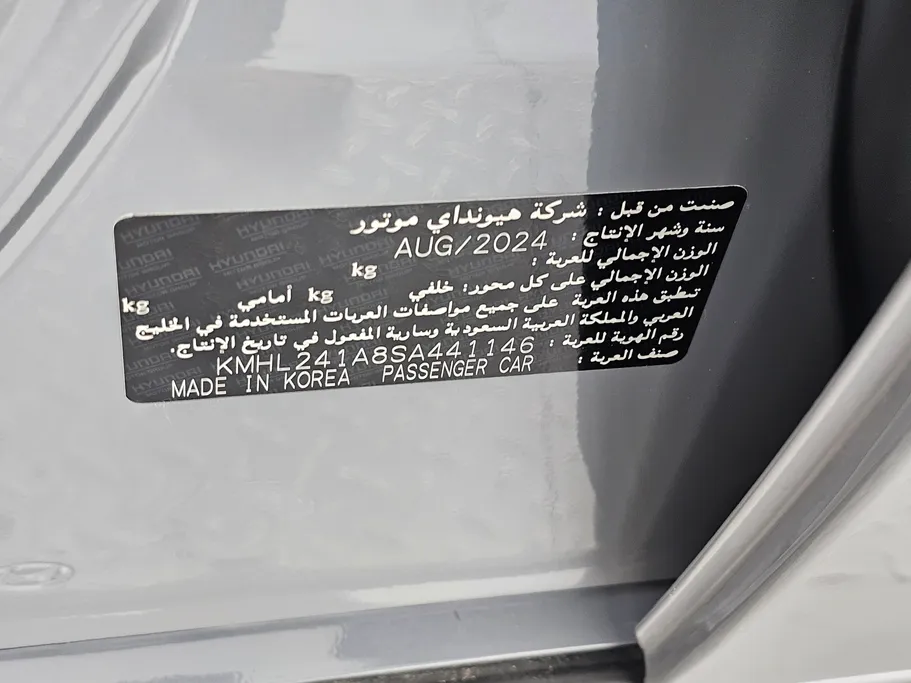 صنعت من قبل : شركة هيونداي موتور
سنة وشهر الإنتاج : AUG/2024
الوزن الإجمالي للعربة : kg
الوزن الإجمالي على كل محور: خلفي kg أمامي kg
تنطبق هذه العربة على جميع مواصفات العربات المستخدمة في الخليج
العربي والمملكة العربية السعودية وسارية المفعول في تاريخ الإنتاج.
رقم الهوية للعربة : KMHL241A8SA441146
صنف العربة : PASSENGER CAR
MADE IN KOREA